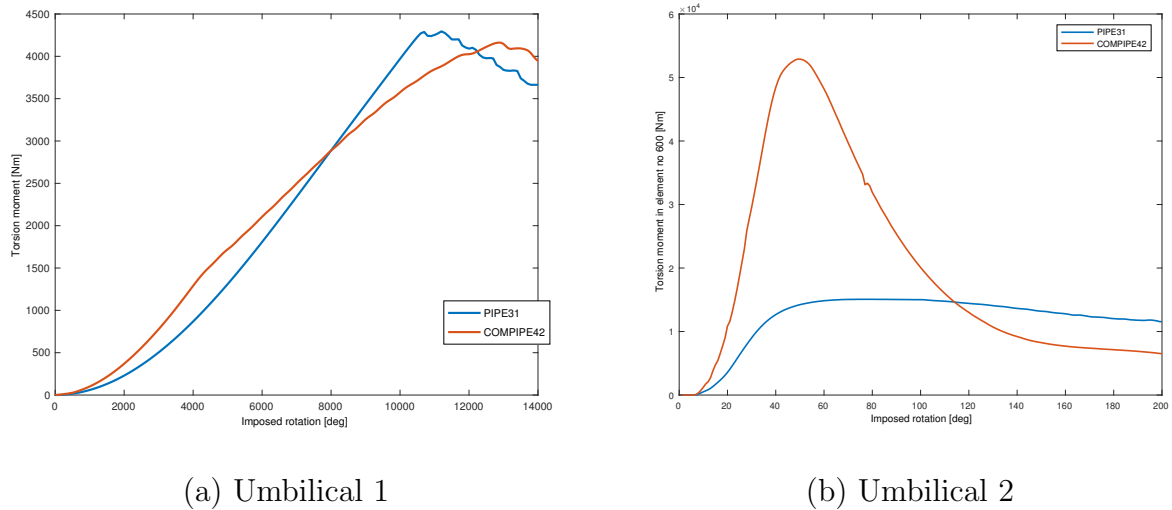 4500
4000
3500
3000
2500
2000
1500
1000
500
0
Torsion moment [Nm]
0 2000 4000 6000 8000 10000 12000 14000
Imposed rotation [deg]
PIPE31
COMPIPE42
(a) Umbilical 1
×10⁴
6
5
4
3
2
1
0
Torsion moment in element no 600 [Nm]
0 20 40 60 80 100 120 140 160 180 200
Imposed rotation [deg]
PIPE31
COMPIPE42
(b) Umbilical 2